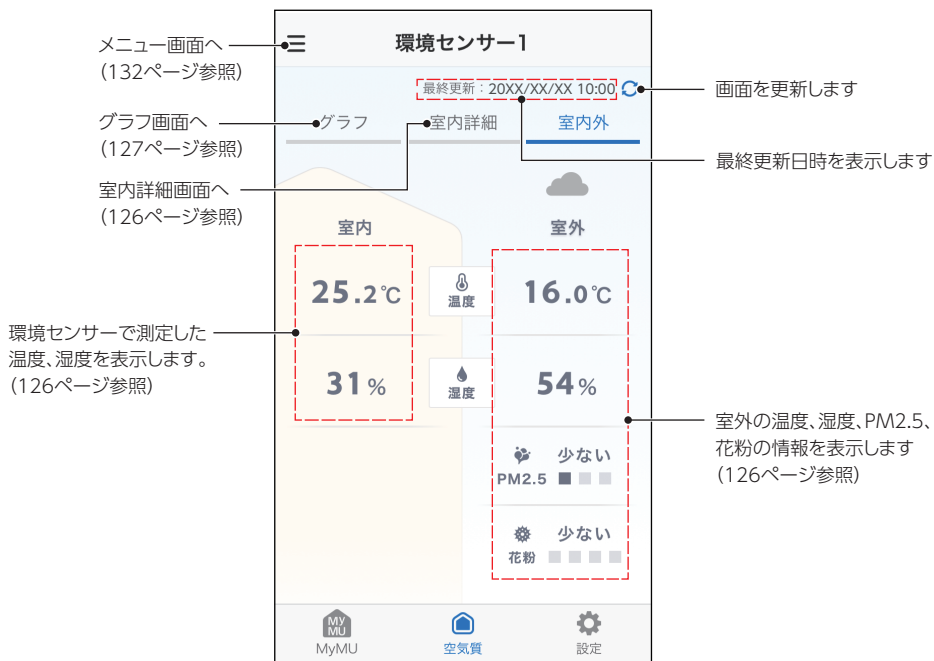 メニュー画面へ
(132ページ参照)
グラフ画面へ
(127ページ参照)
室内詳細画面へ
(126ページ参照)
環境センサーで測定した
温度、湿度を表示します。
(126ページ参照)
環境センサー1
最終更新：20XX/XX/XX 10:00
グラフ 室内詳細 室内外
室内 室外
25.2℃ 温度 16.0℃
31% 湿度 54%
少ない
PM2.5
少ない
花粉
MY
MU
MyMU 空気質 設定
画面を更新します
最終更新日時を表示します
室外の温度、湿度、PM2.5、
花粉の情報を表示します
(126ページ参照)